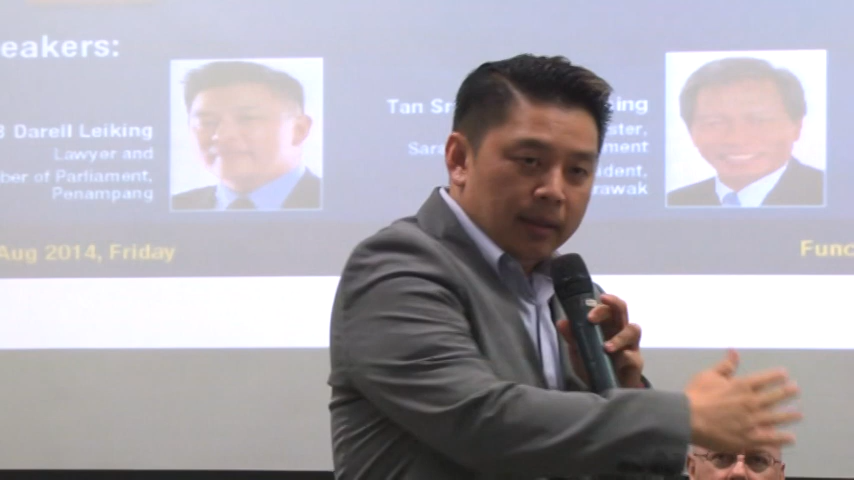 eakers:
B Darell Leiking
Lawyer and
ber of Parliament,
Penampang
Tan Sr
ing
ster,
Sara
ment
ident,
rawak
Aug 2014, Friday
Func